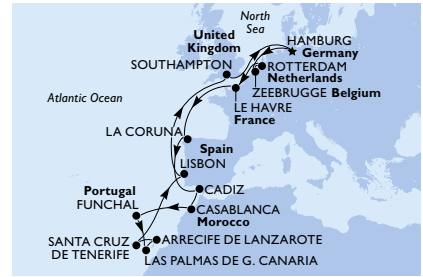 North
Sea
HAMBURG
United
Kingdom
Germany
SOUTHAMPTON
ROTTERDAM
Netherlands
ZEEBRUGGE Belgium
Atlantic Ocean
LE HAVRE
France
LA CORUNA
Spain
LISBON
Portugal
CADIZ
FUNCHAL
CASABLANCA
Morocco
SANTA CRUZ
DE TENERIFE
ARRECIFE DE LANZAROTE
LAS PALMAS DE G. CANARIA